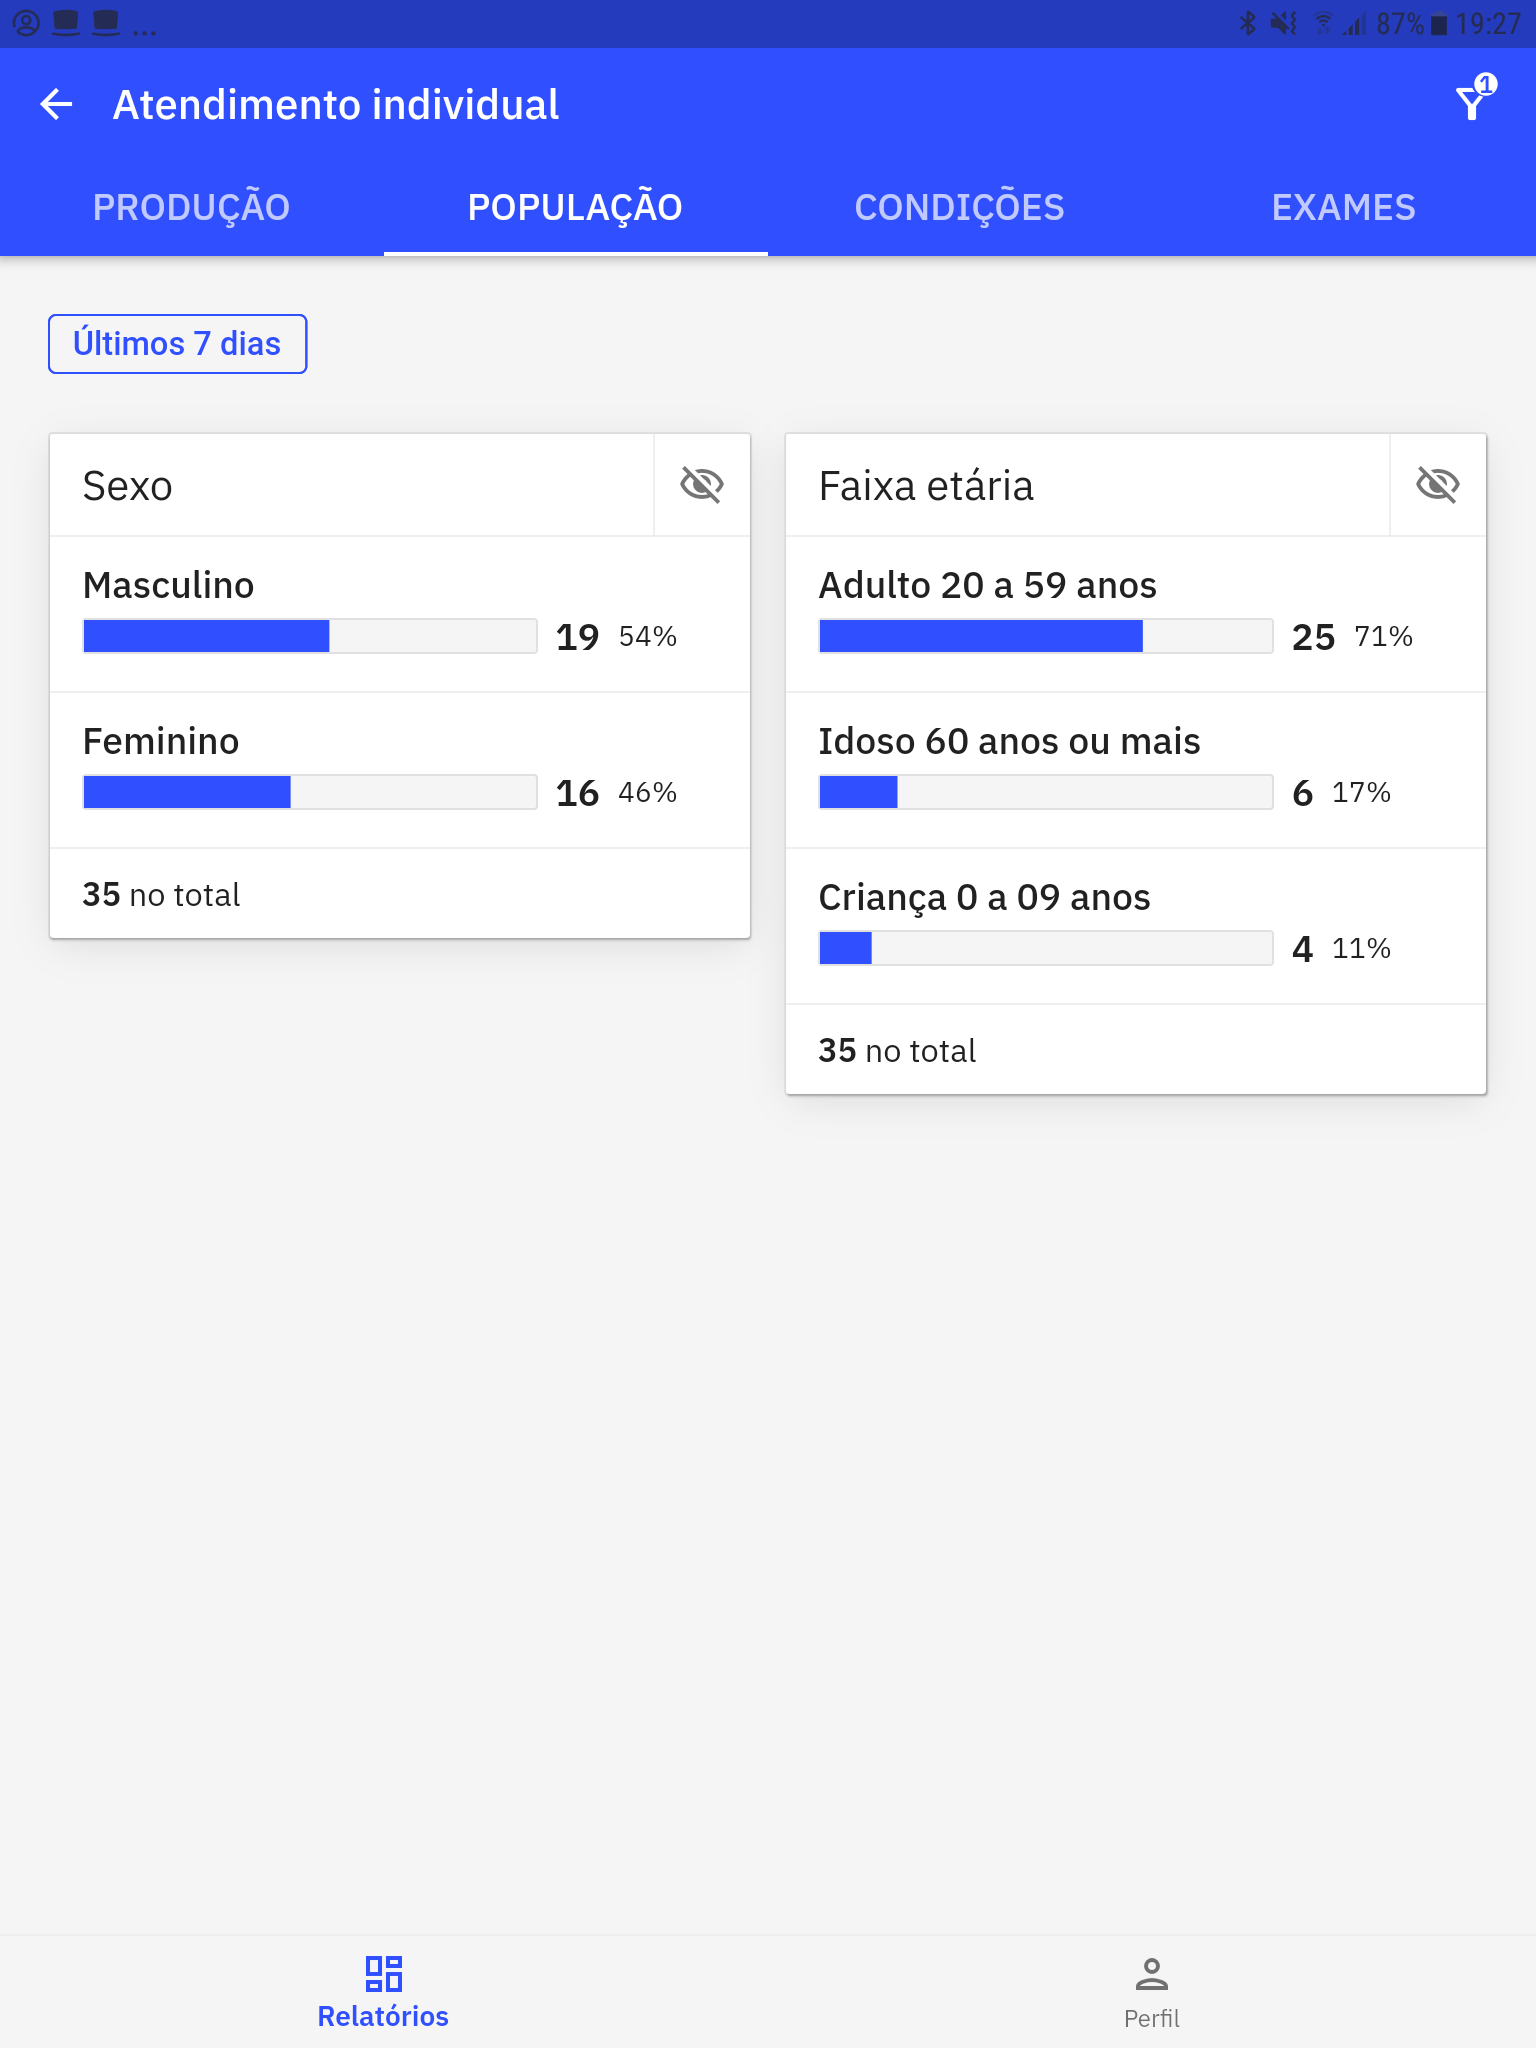 ... 87% 19:27
Atendimento individual 1
PRODUÇÃO POPULAÇÃO CONDIÇÕES EXAMES
Últimos 7 dias
Sexo
Masculino
19 54%
Feminino
16 46%
35 no total
Faixa etária
Adulto 20 a 59 anos
25 71%
Idoso 60 anos ou mais
6 17%
Criança 0 a 09 anos
4 11%
35 no total
Relatórios
Perfil